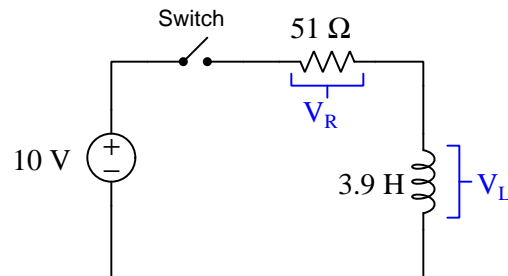 Switch
51 Ω
V_R
10 V
+
−
3.9 H
V_L